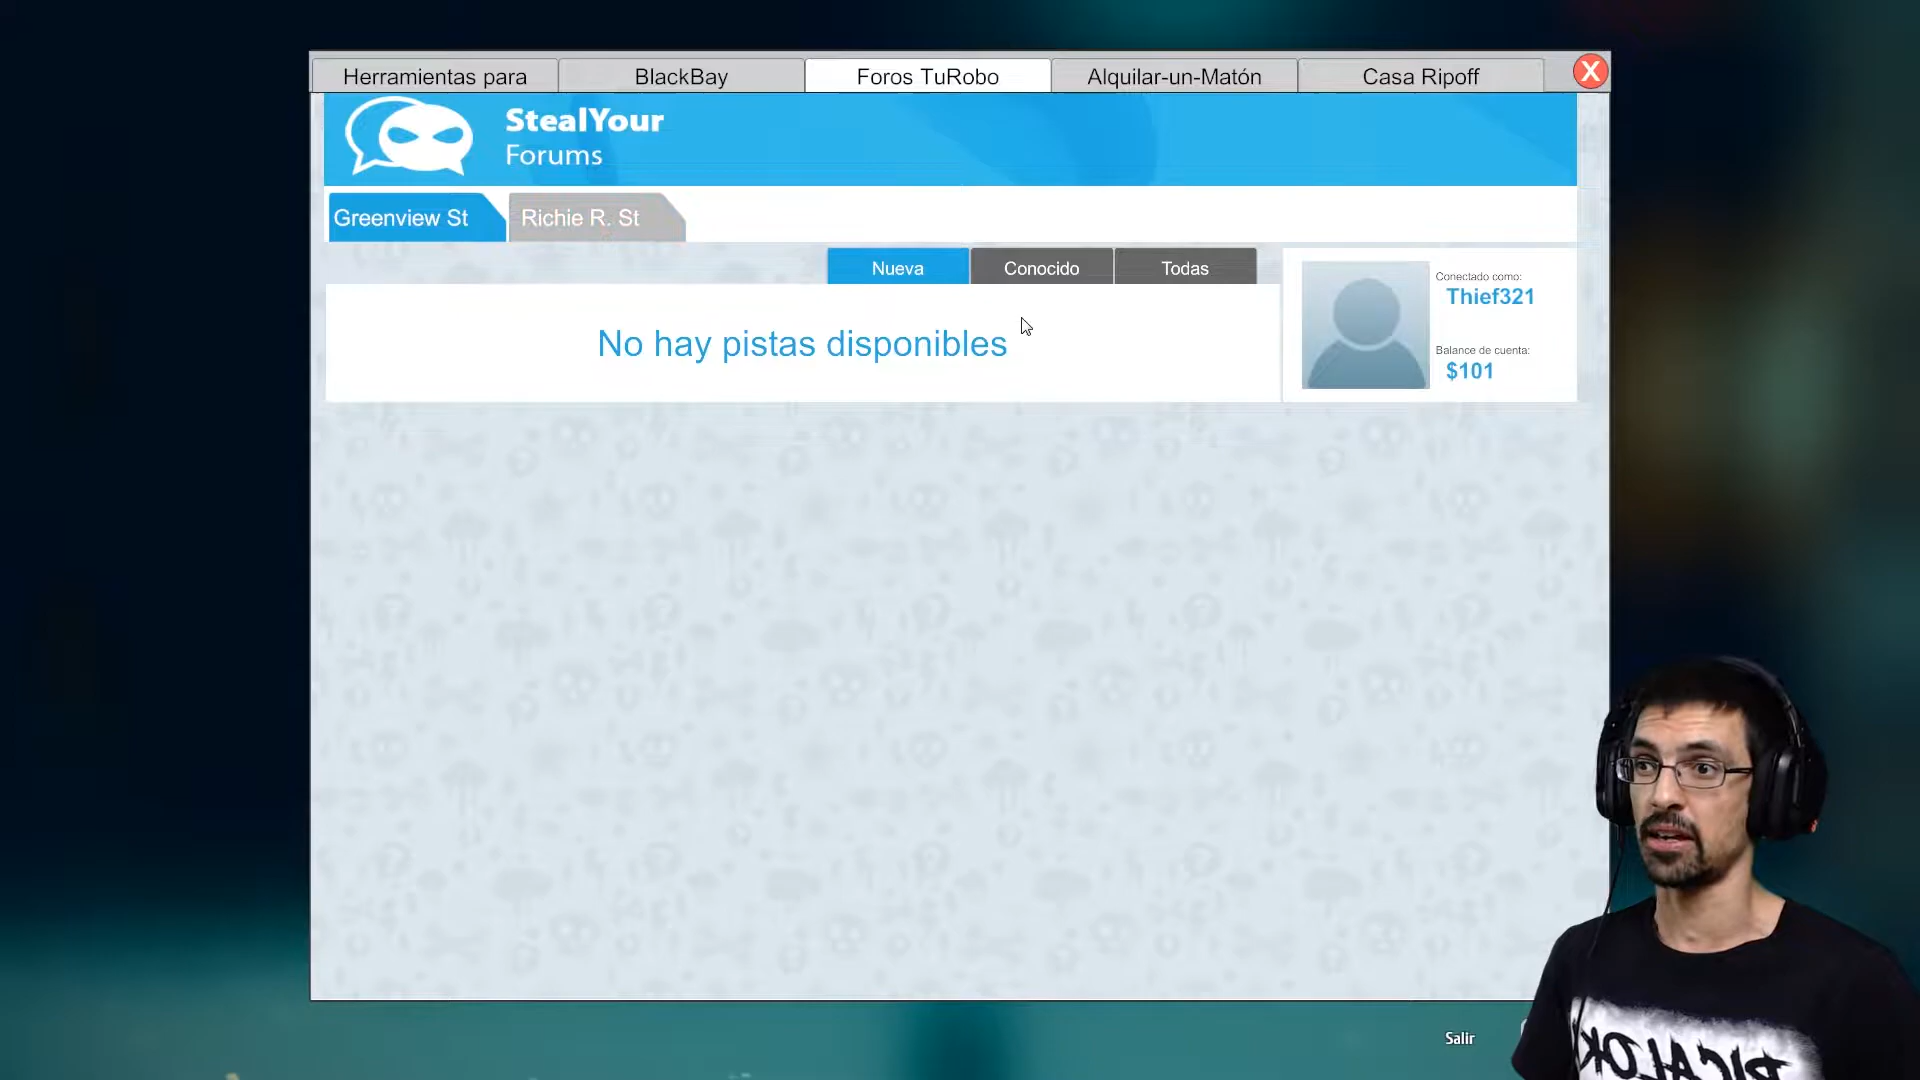 Herramientas para
BlackBay
Foros TuRobo
Alquilar-un-Matón
Casa Ripoff
X
StealYour
Forums
Greenview St
Richie R. St
Nueva
Conocido
Todas
No hay pistas disponibles
Conectado como:
Thief321
Balance de cuenta:
$101
Salir